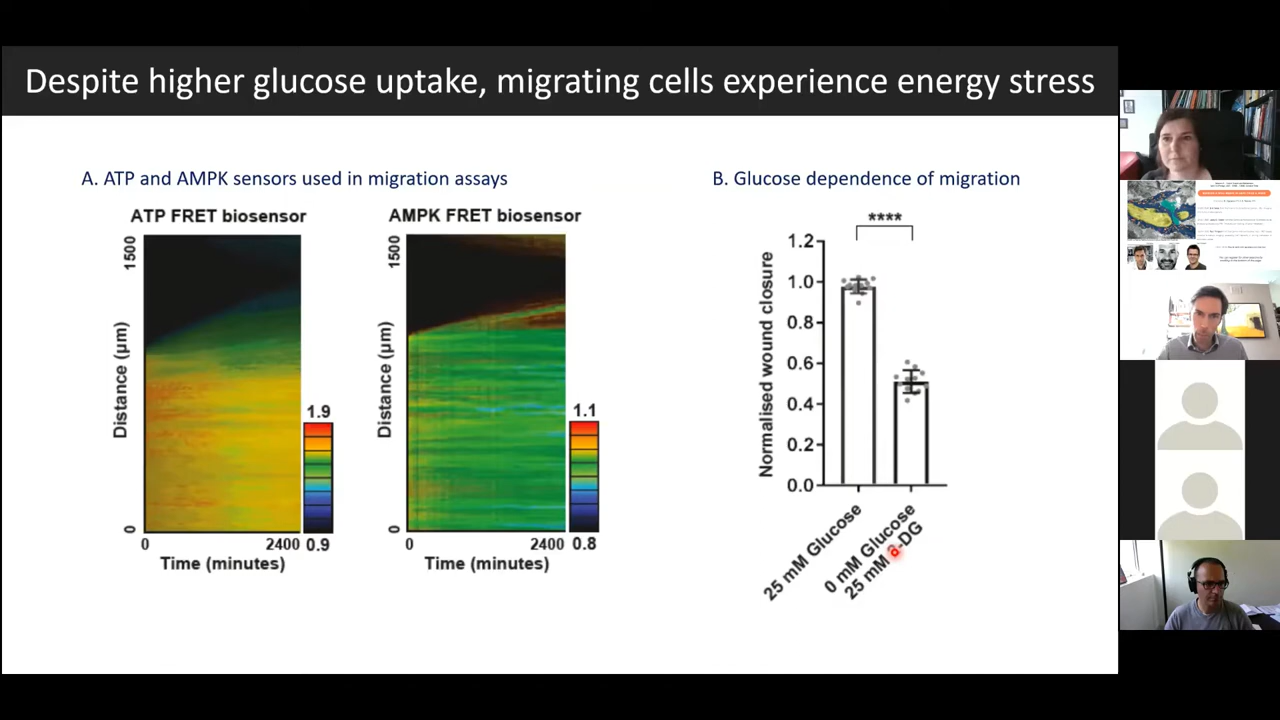 Despite higher glucose uptake, migrating cells experience energy stress
A. ATP and AMPK sensors used in migration assays
ATP FRET biosensor
1500
Distance (μm)
0
0
2400
Time (minutes)
1.9
0.9
AMPK FRET biosensor
1500
Distance (μm)
0
0
2400
Time (minutes)
1.1
0.8
B. Glucose dependence of migration
****
Normalised wound closure
1.2
1.0
0.8
0.6
0.4
0.2
0.0
25 mM Glucose
0 mM Glucose
25 mM 2-DG